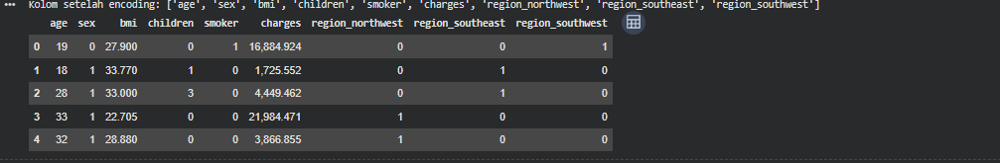 Kolom setelah encoding: ['age', 'sex', 'bmi', 'children', 'smoker', 'charges', 'region_northwest', 'region_southeast', 'region_southwest']
age sex bmi children smoker charges region_northwest region_southeast region_southwest
0 19 0 27.900 0 1 16,884.924 0 0 1
1 18 1 33.770 1 0 1,725.552 0 1 0
2 28 1 33.000 3 0 4,449.462 0 1 0
3 33 1 22.705 0 0 21,984.471 1 0 0
4 32 1 28.880 0 0 3,866.855 1 0 0